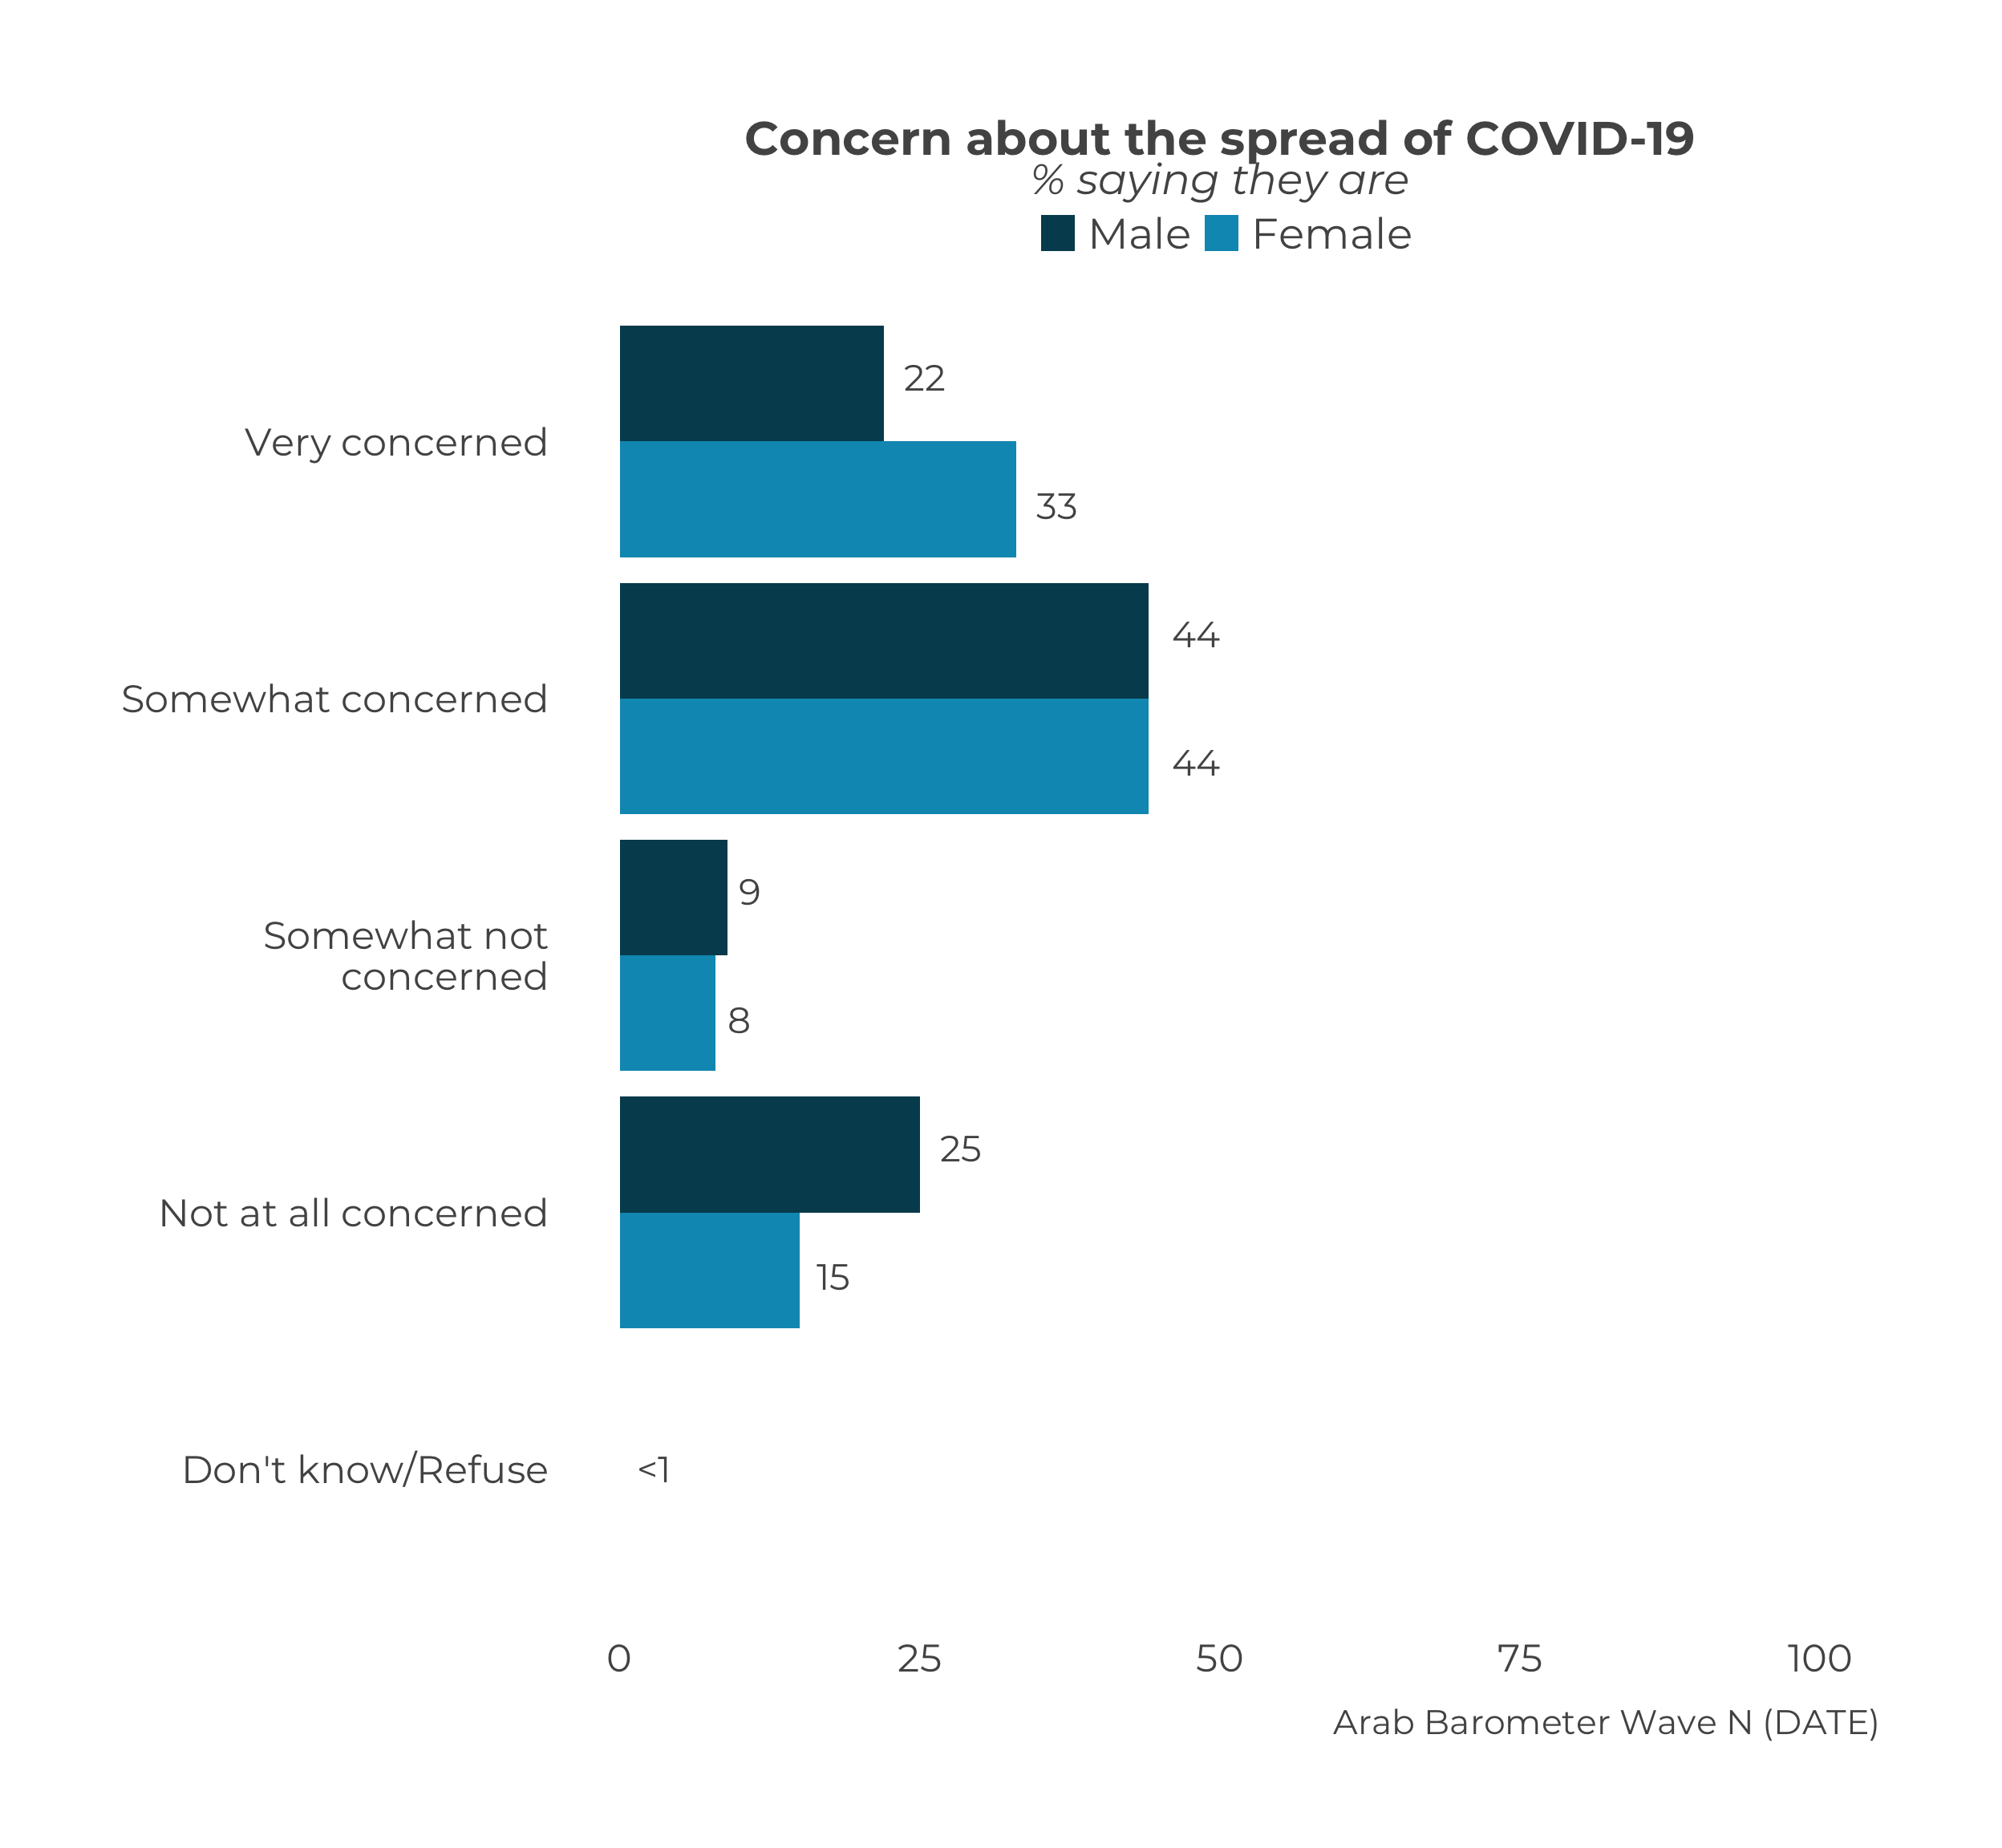 Concern about the spread of COVID-19
% saying they are
Male Female
22
Very concerned
33
44
Somewhat concerned
44
9
Somewhat not
concerned
8
25
Not at all concerned
15
Don't know/Refuse <1
0 25 50 75 100
Arab Barometer Wave N (DATE)